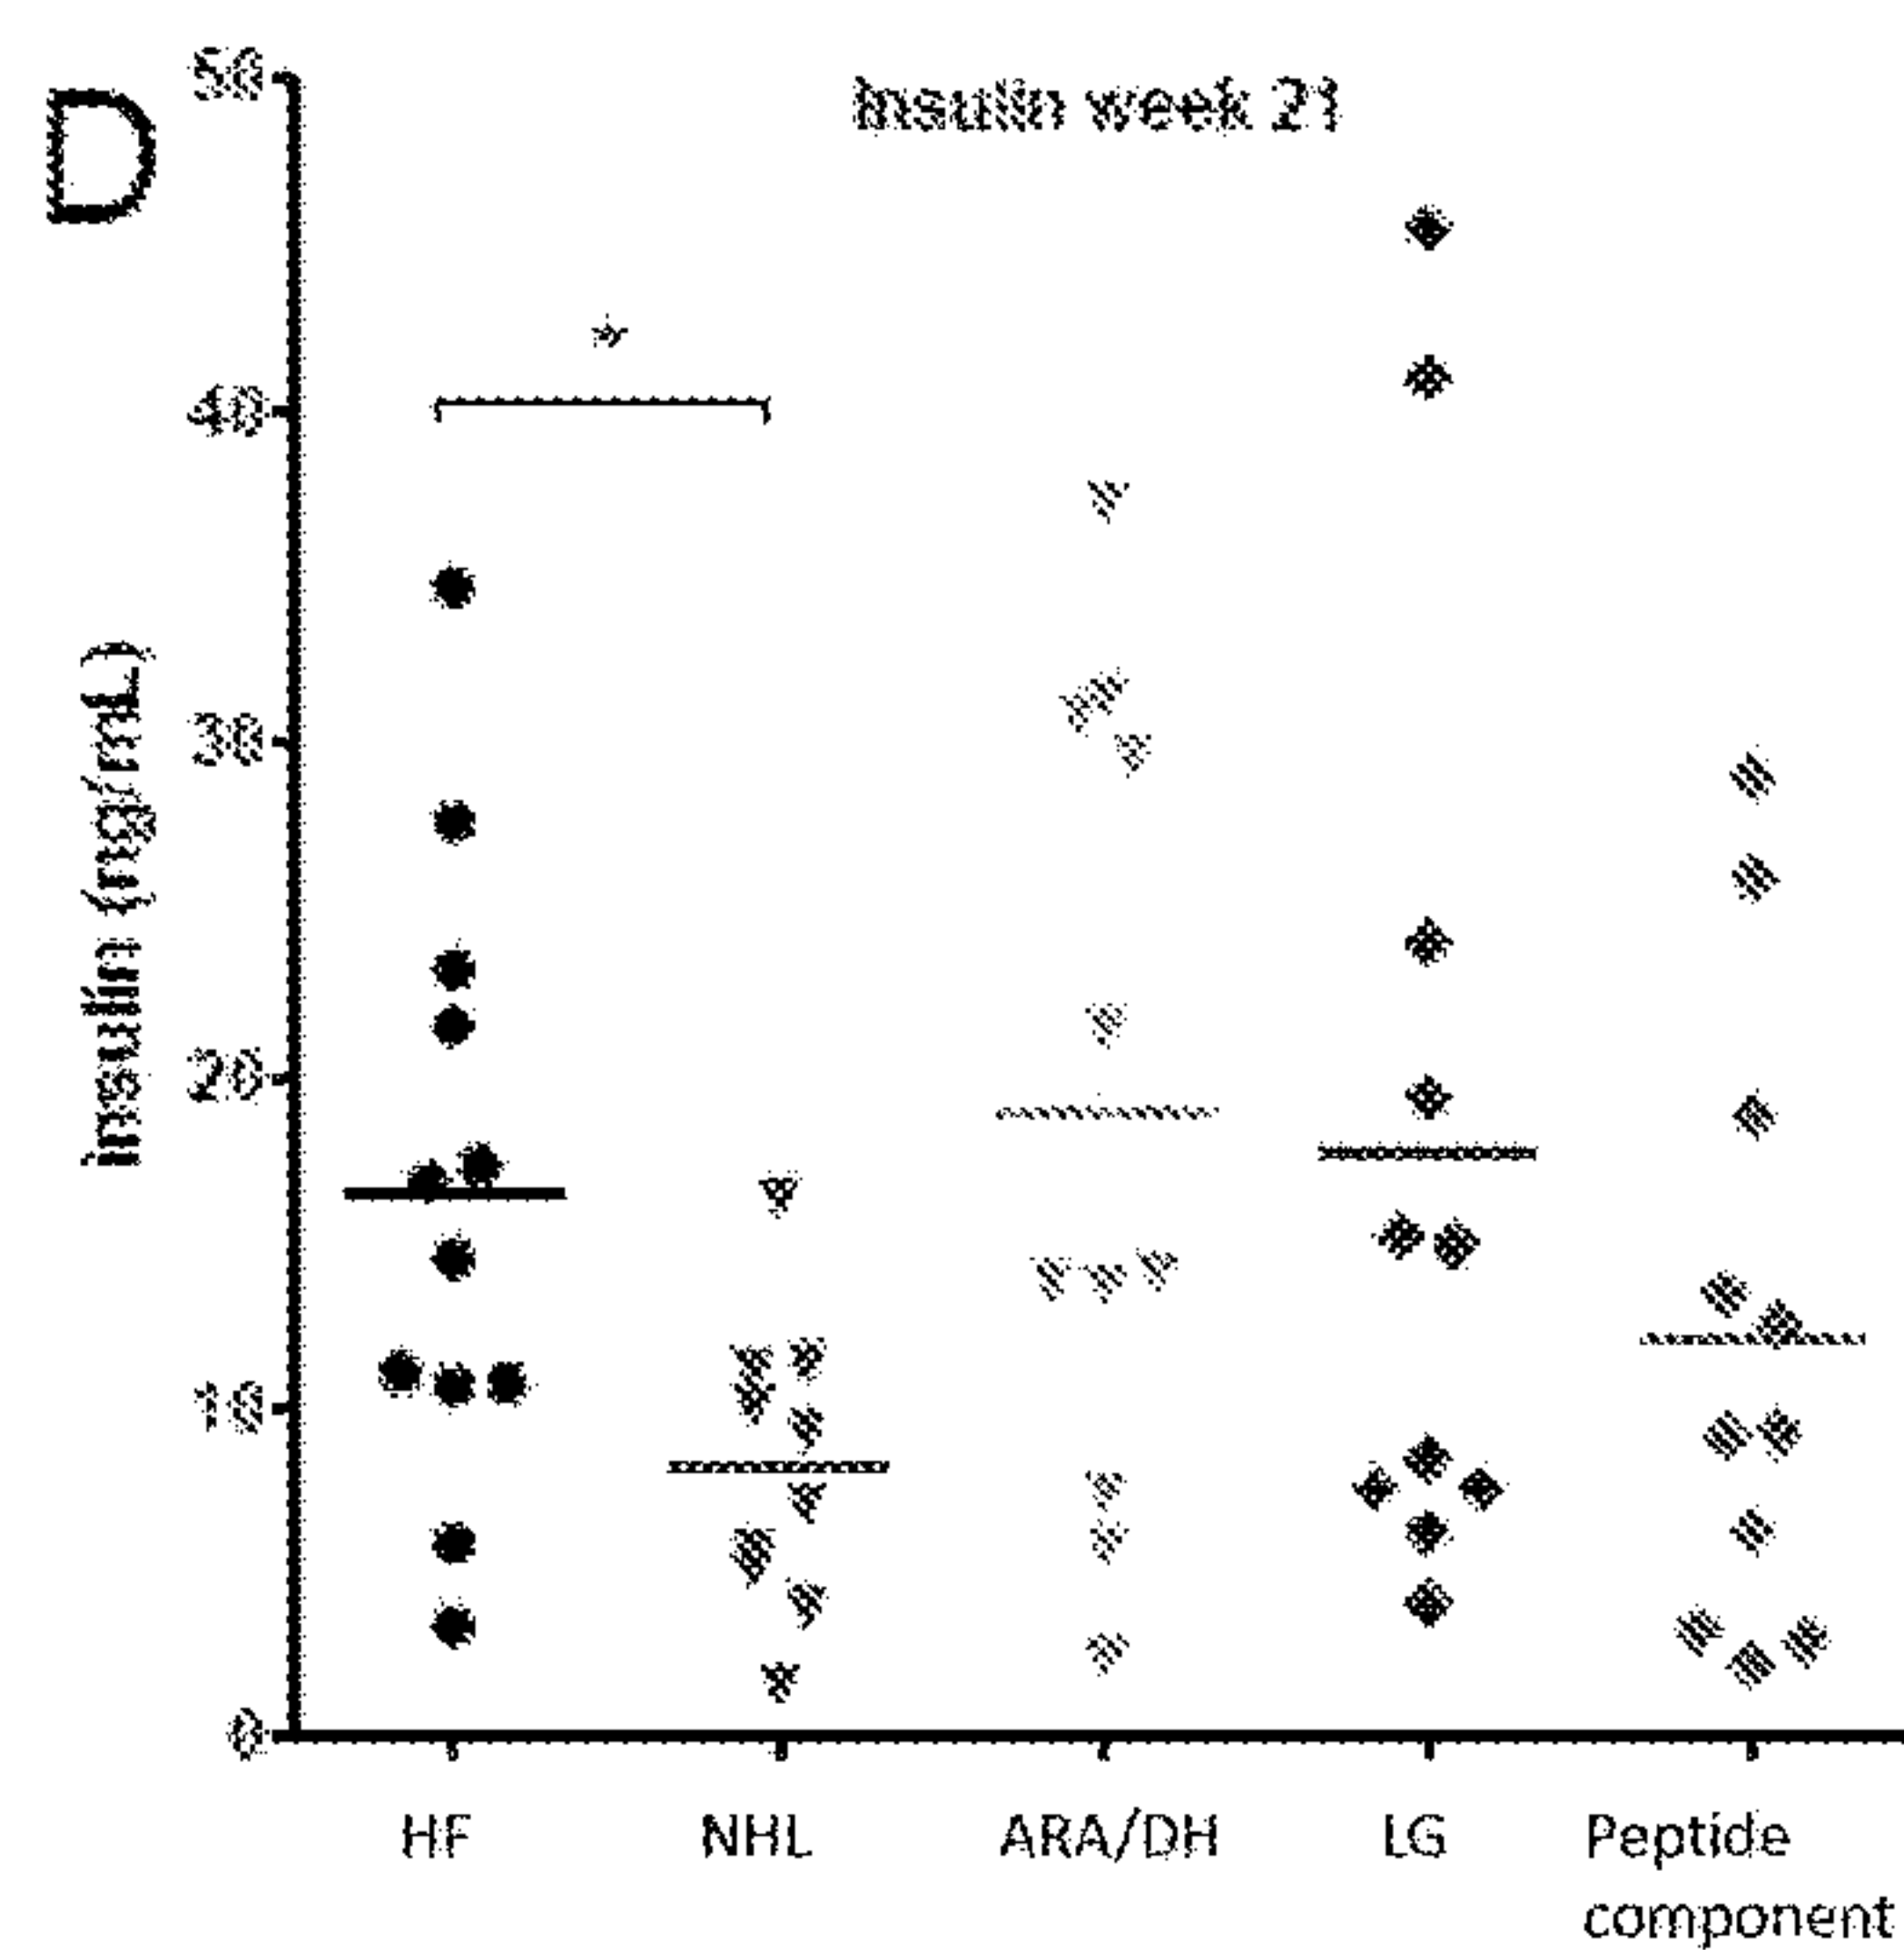 D
Insulin week 21
*
50
40
30
20
10
0
insulin (ng/mL)
HF NHL ARA/DH LG Peptide
component